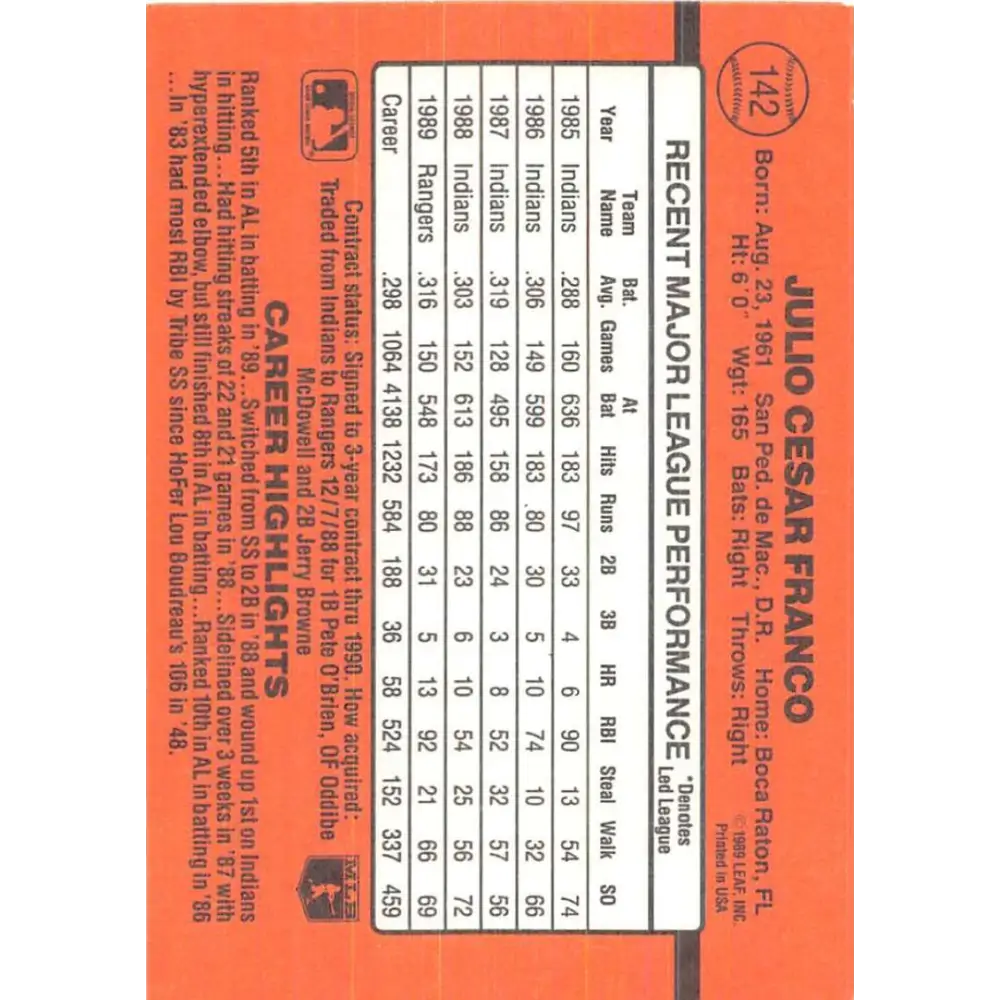 142
JULIO CESAR FRANCO
Born: Aug. 23, 1961 San Ped. de Mac., D.R. Home: Boca Raton, FL
Ht: 6'0" Wgt: 165 Bats: Right Throws: Right
©1989 LEAF, INC.
Printed in USA
RECENT MAJOR LEAGUE PERFORMANCE *Denotes Led League
Year Team Name Bat. Avg. Games At Bat Hits Runs 2B 3B HR RBI Steal Walk SO
1985 Indians .288 160 636 183 97 33 4 6 90 13 54 74
1986 Indians .306 149 599 183 80 30 5 10 74 10 32 66
1987 Indians .319 128 495 158 86 24 3 8 52 32 57 56
1988 Indians .303 152 613 186 88 23 6 10 54 25 56 72
1989 Rangers .316 150 548 173 80 31 5 13 92 21 66 69
Career .298 1064 4138 1232 584 188 36 58 524 152 337 459
Contract status: Signed to 3-year contract thru 1990. How acquired:
Traded from Indians to Rangers 12/7/88 for 1B Pete O'Brien, OF Oddibe
McDowell and 2B Jerry Browne
MLB
CAREER HIGHLIGHTS
Ranked 5th in AL in batting in '89...Switched from SS to 2B in '88 and wound up 1st on Indians
in hitting...Had hitting streaks of 22 and 21 games in '88...Sidelined over 3 weeks in '87 with
hyperextended elbow, but still finished 8th in AL in batting...Ranked 10th in AL in batting in '86
...In '83 had most RBI by Tribe SS since HoFer Lou Boudreau's 106 in '48.